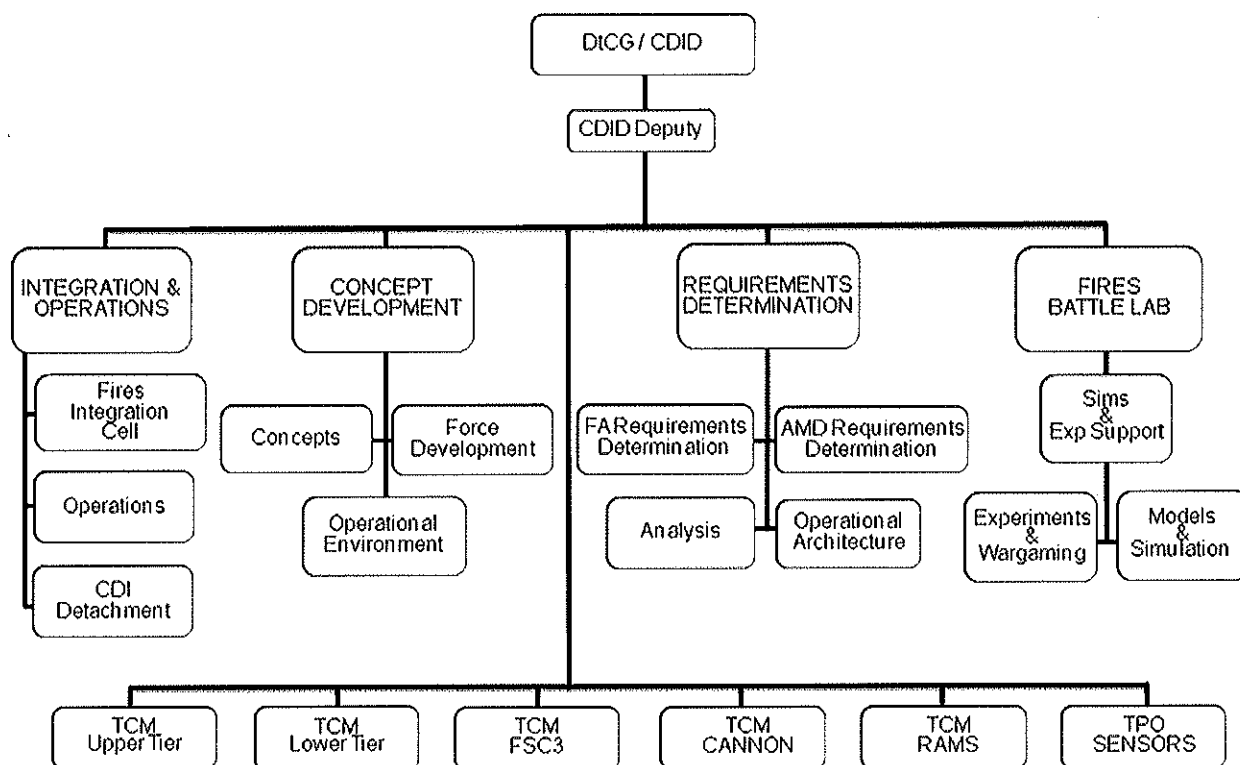 DtCG / CDID
CDID Deputy
INTEGRATION &
OPERATIONS
CONCEPT
DEVELOPMENT
REQUIREMENTS
DETERMINATION
FIRES
BATTLE LAB
Fires
Integration
Cell
Operations
CDI
Detachment
Concepts
Force
Development
Operational
Environment
FA Requirements
Determination
AMD Requirements
Determination
Analysis
Operational
Architecture
Sims
&
Exp Support
Experiments
&
Wargaming
Models
&
Simulation
TCM
Upper Tier
TCM
Lower Tier
TCM
FSC3
TCM
CANNON
TCM
RAMS
TPO
SENSORS